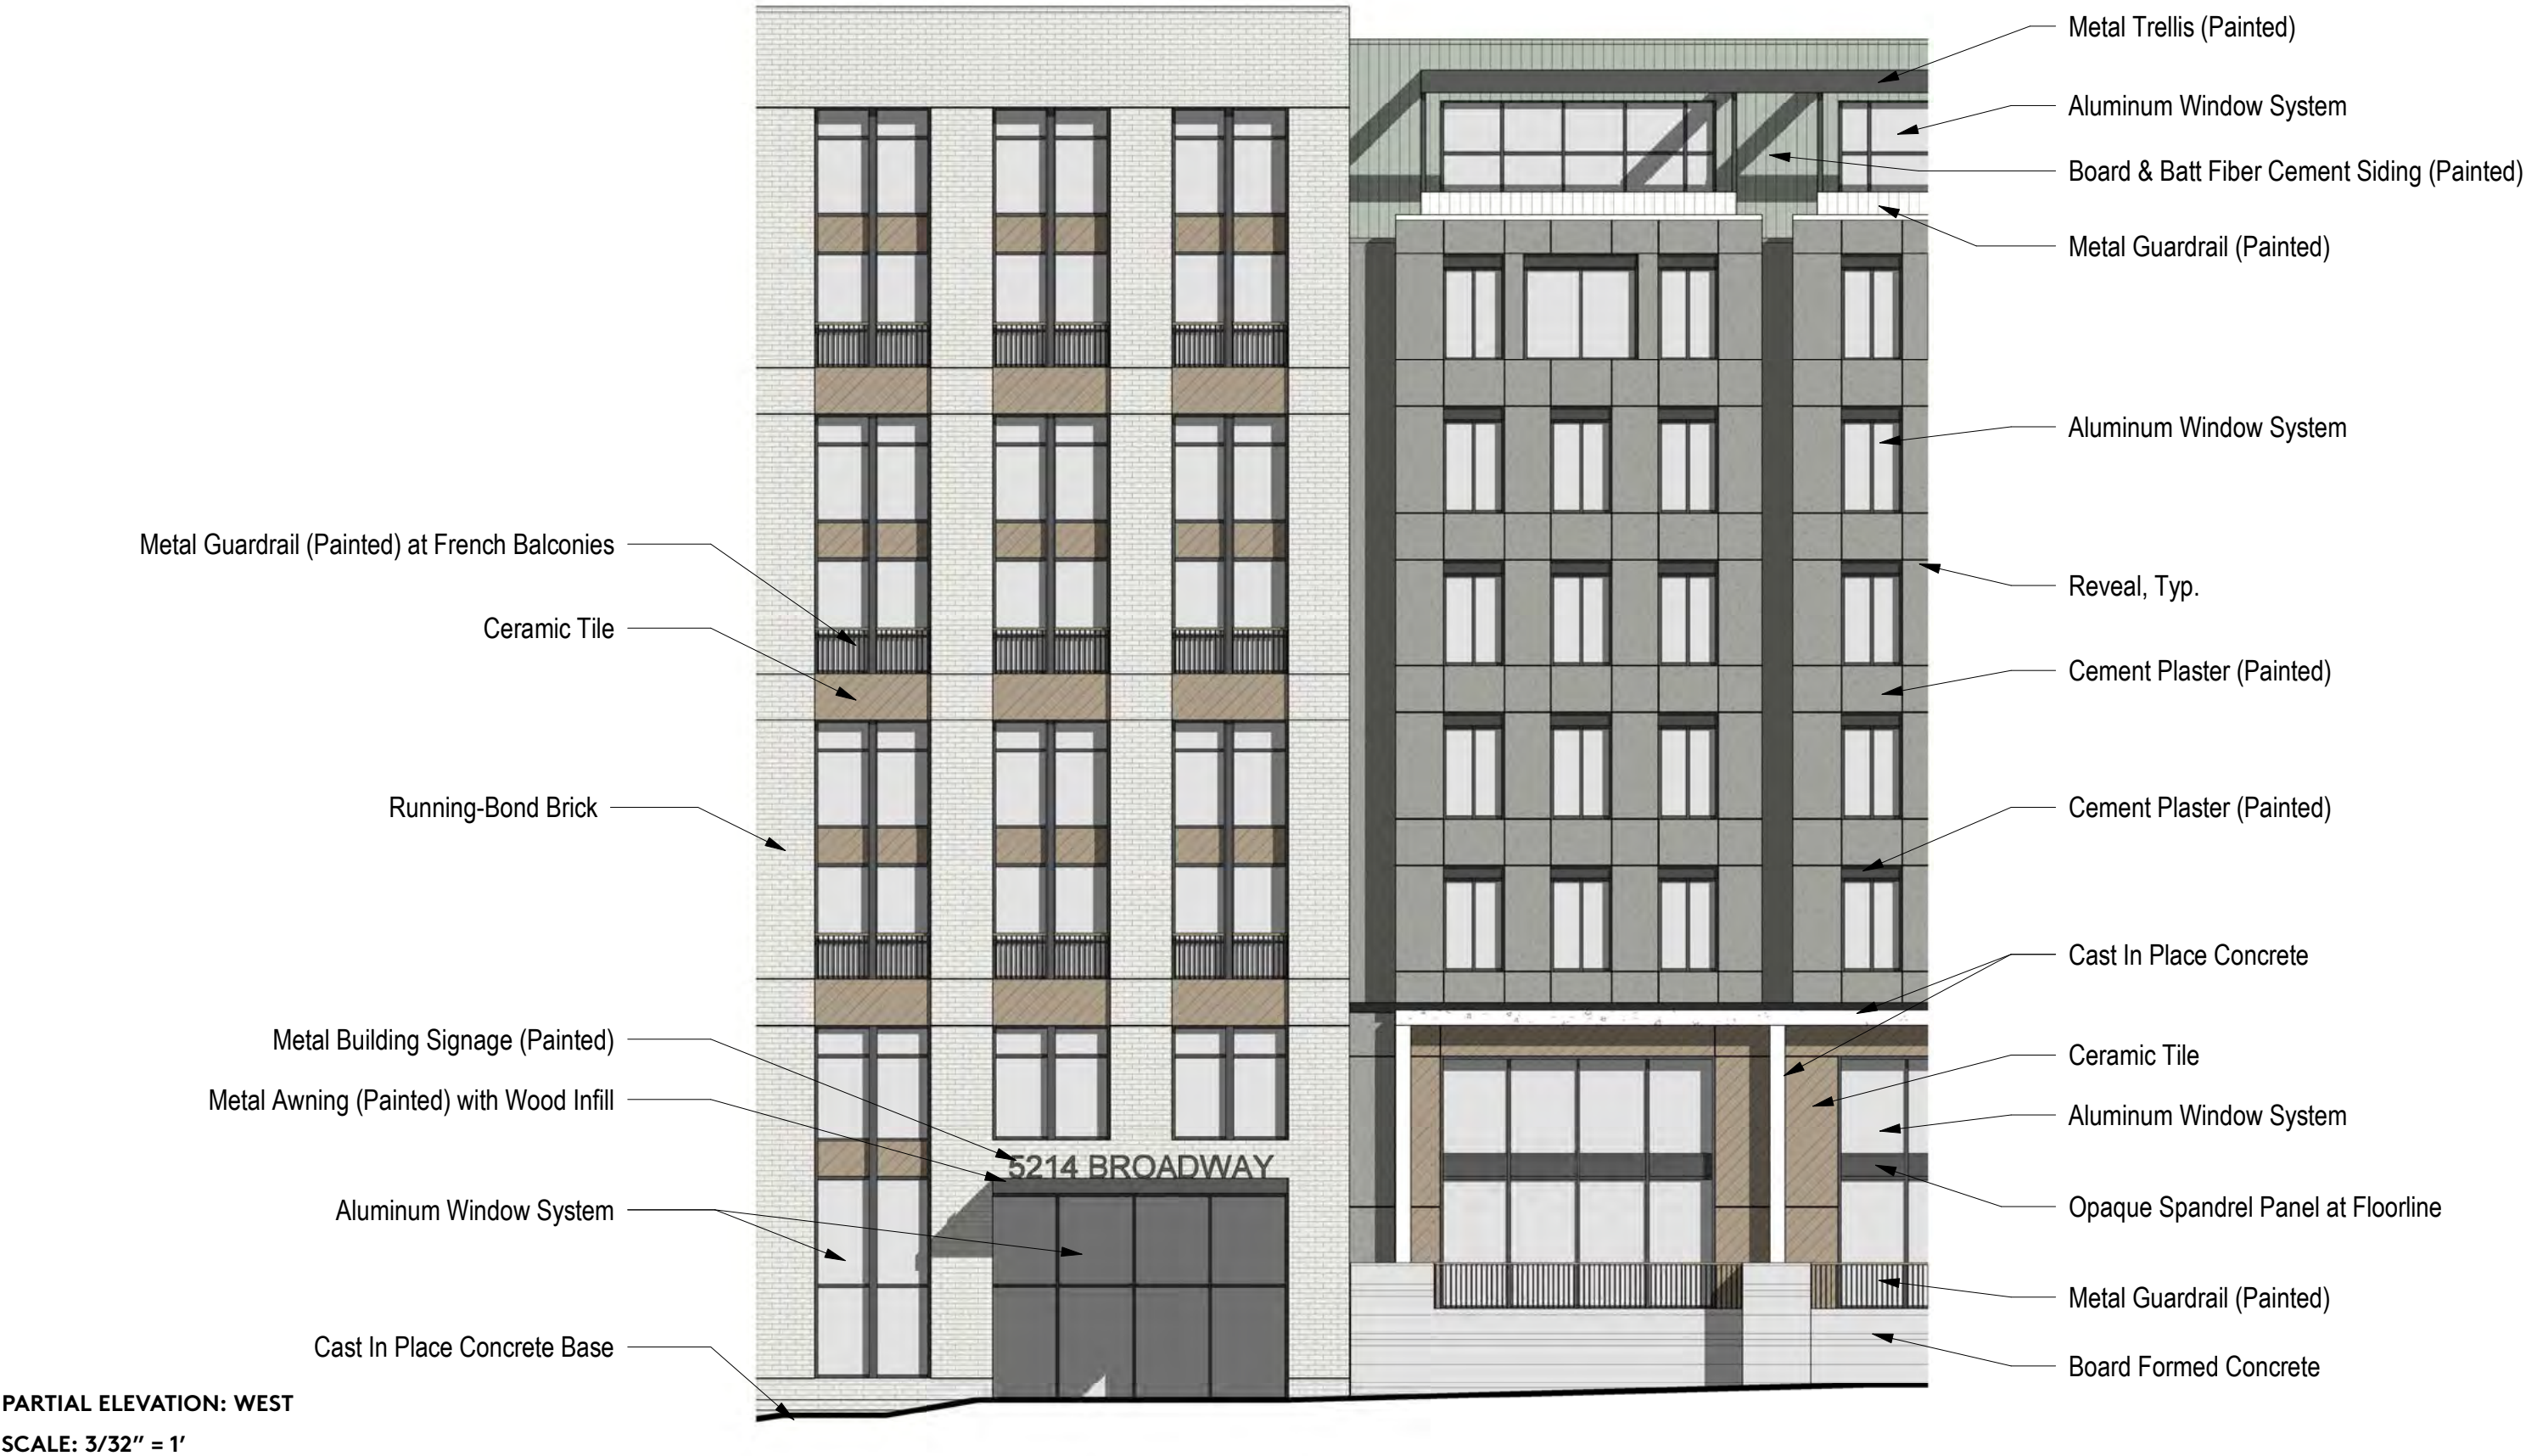 Metal Trellis (Painted)
Aluminum Window System
Board & Batt Fiber Cement Siding (Painted)
Metal Guardrail (Painted)
Aluminum Window System
Metal Guardrail (Painted) at French Balconies
Reveal, Typ.
Ceramic Tile
Cement Plaster (Painted)
Running-Bond Brick
Cement Plaster (Painted)
Cast In Place Concrete
Metal Building Signage (Painted)
Ceramic Tile
Metal Awning (Painted) with Wood Infill
Aluminum Window System
5214 BROADWAY
Aluminum Window System
Opaque Spandrel Panel at Floorline
Metal Guardrail (Painted)
Cast In Place Concrete Base
Board Formed Concrete
PARTIAL ELEVATION: WEST
SCALE: 3/32" = 1'